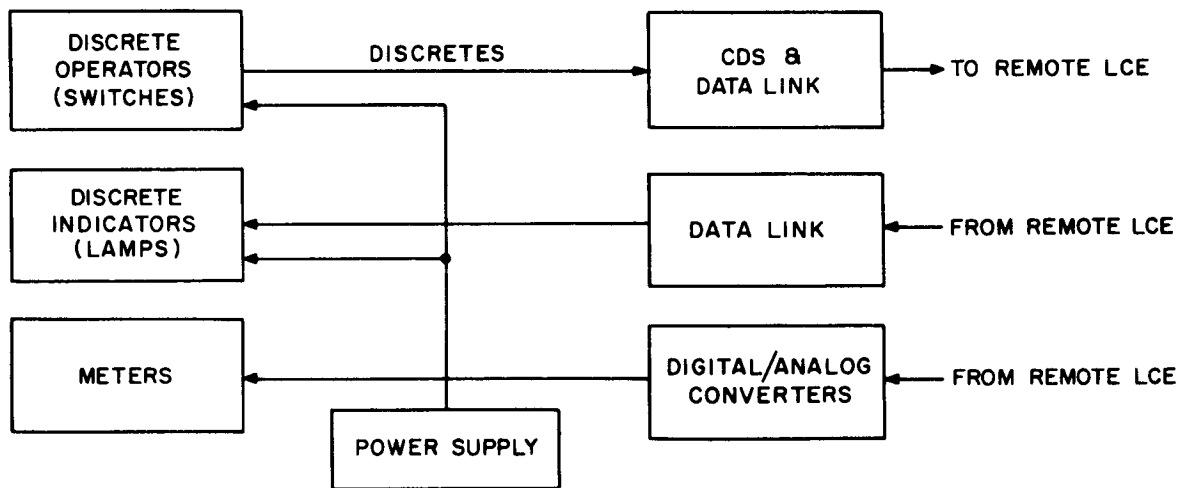 DISCRETE
OPERATORS
(SWITCHES)
DISCRETES
CDS &
DATA LINK
TO REMOTE LCE
DISCRETE
INDICATORS
(LAMPS)
DATA LINK
FROM REMOTE LCE
METERS
DIGITAL/ANALOG
CONVERTERS
FROM REMOTE LCE
POWER SUPPLY